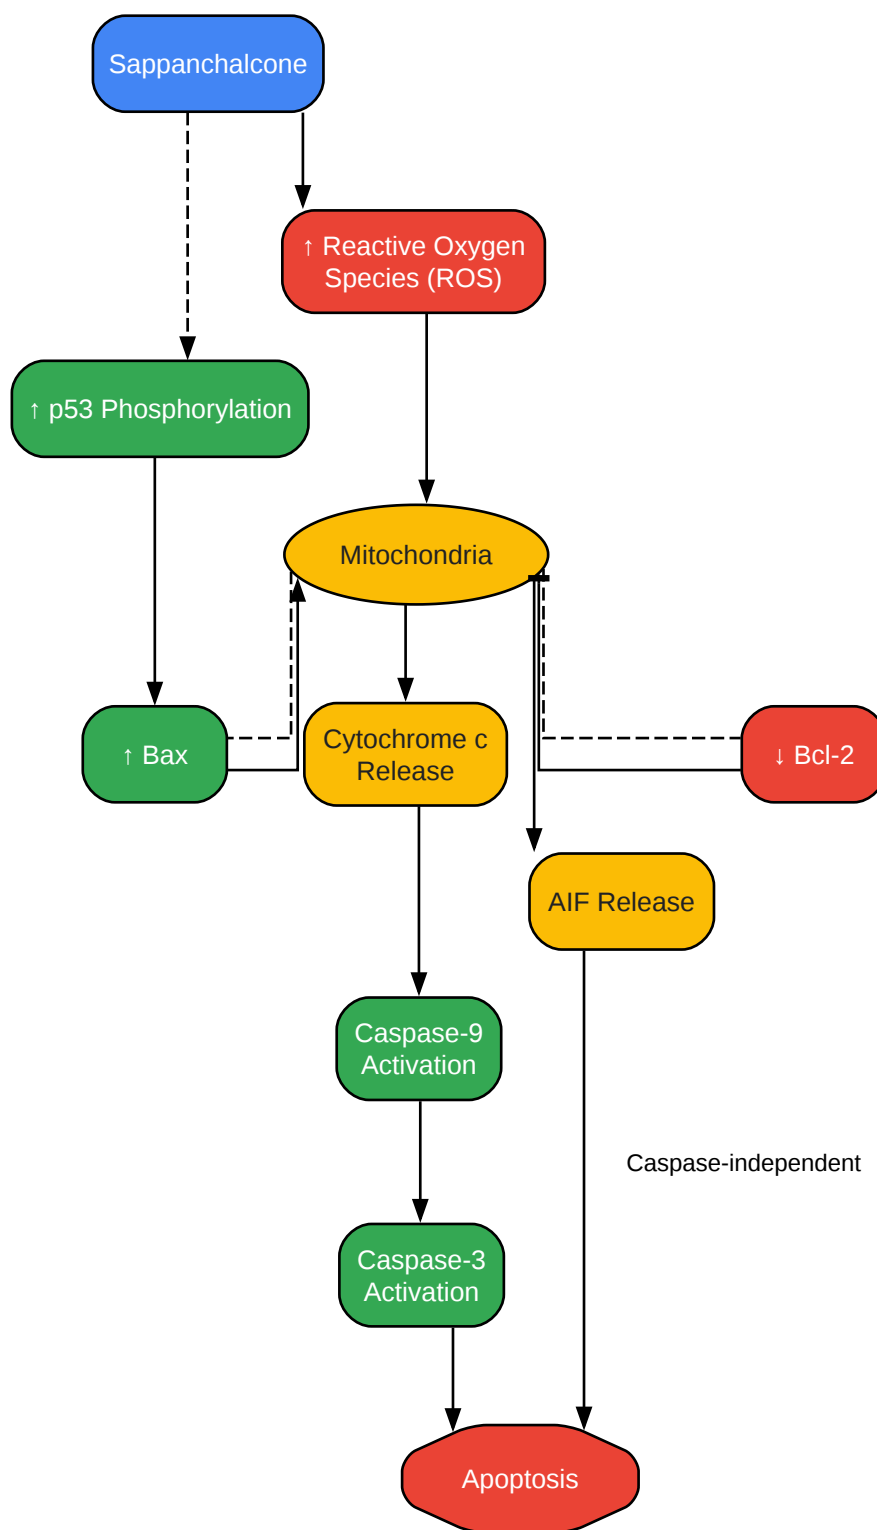 Sappanchalcone
↑ Reactive Oxygen
Species (ROS)
↑ p53 Phosphorylation
Mitochondria
↑ Bax
Cytochrome c
Release
↓ Bcl-2
AIF Release
Caspase-9
Activation
Caspase-independent
Caspase-3
Activation
Apoptosis